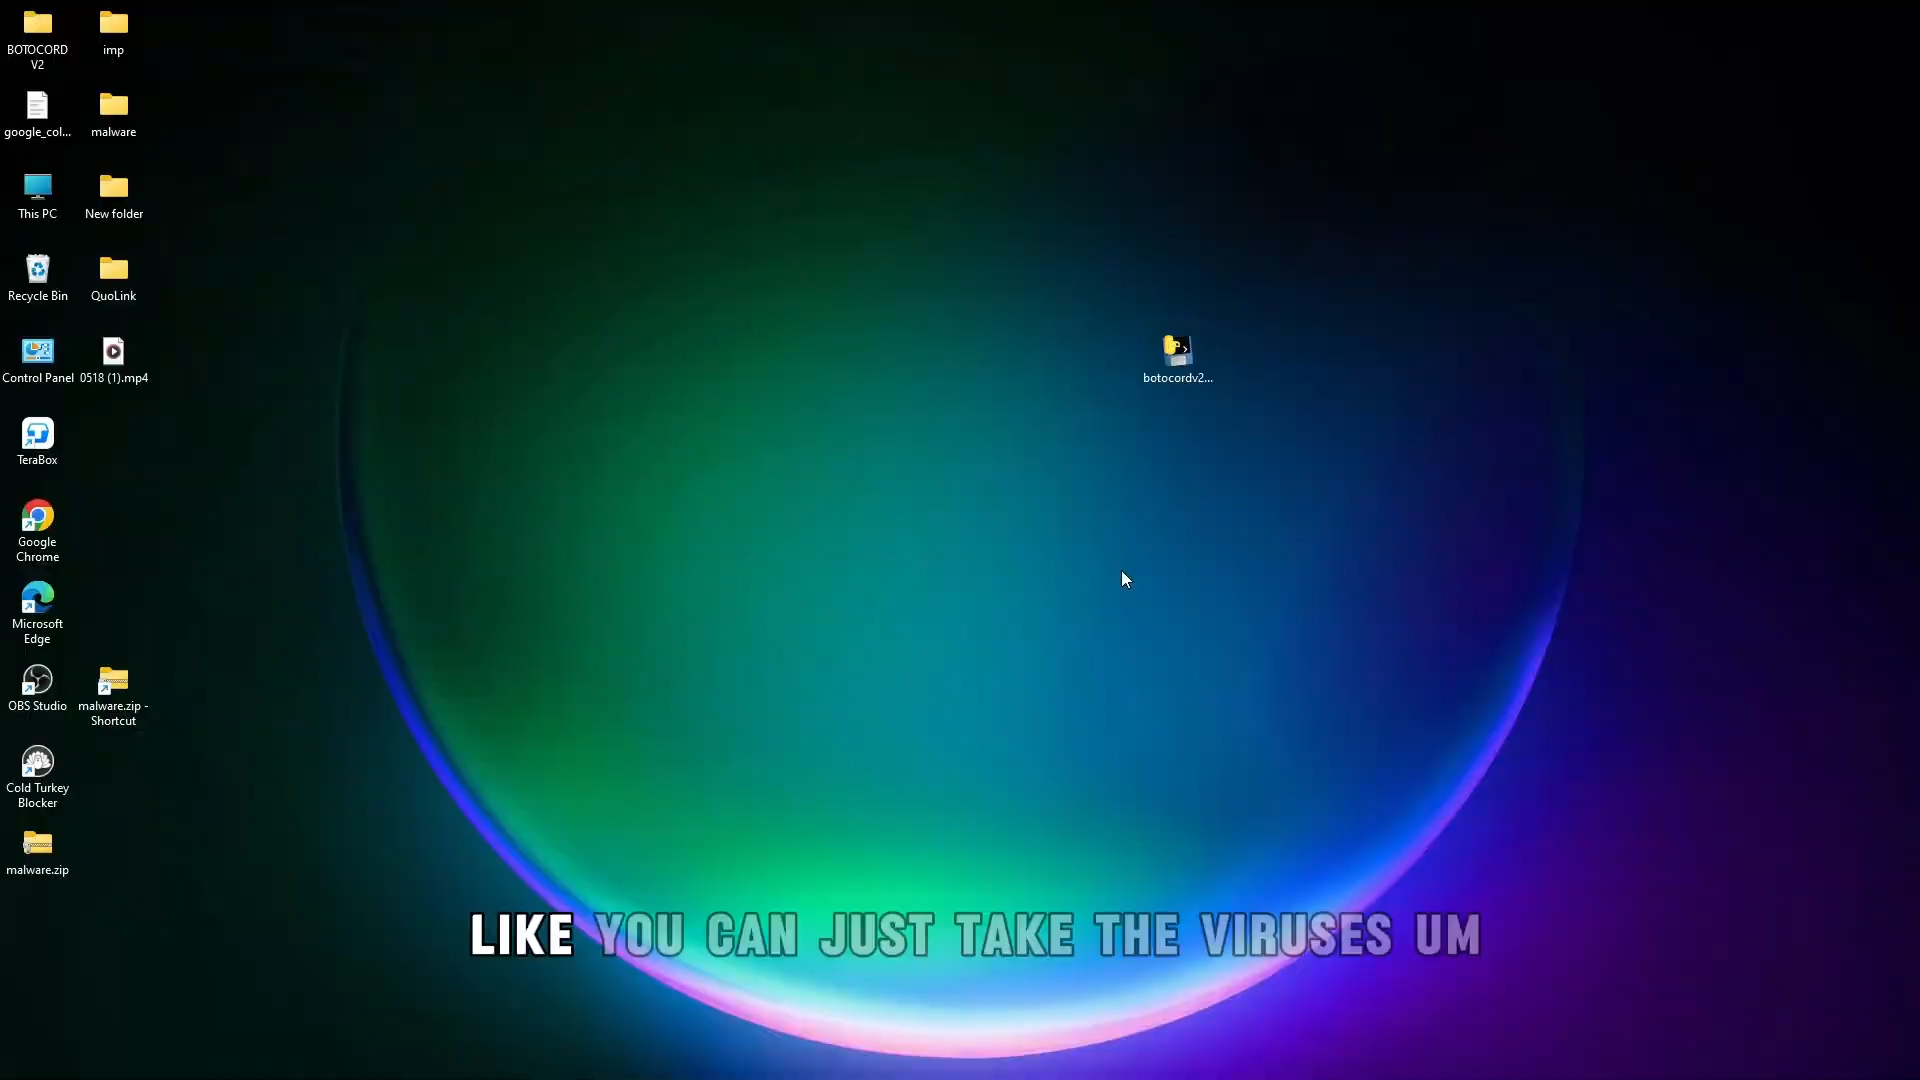 BOTOCORD
V2
imp
google_col...
malware
This PC
New folder
Recycle Bin
QuoLink
Control Panel
0518 (1).mp4
botocordv2...
TeraBox
Google
Chrome
Microsoft
Edge
OBS Studio
malware.zip -
Shortcut
Cold Turkey
Blocker
malware.zip
LIKE YOU CAN JUST TAKE THE VIRUSES UM